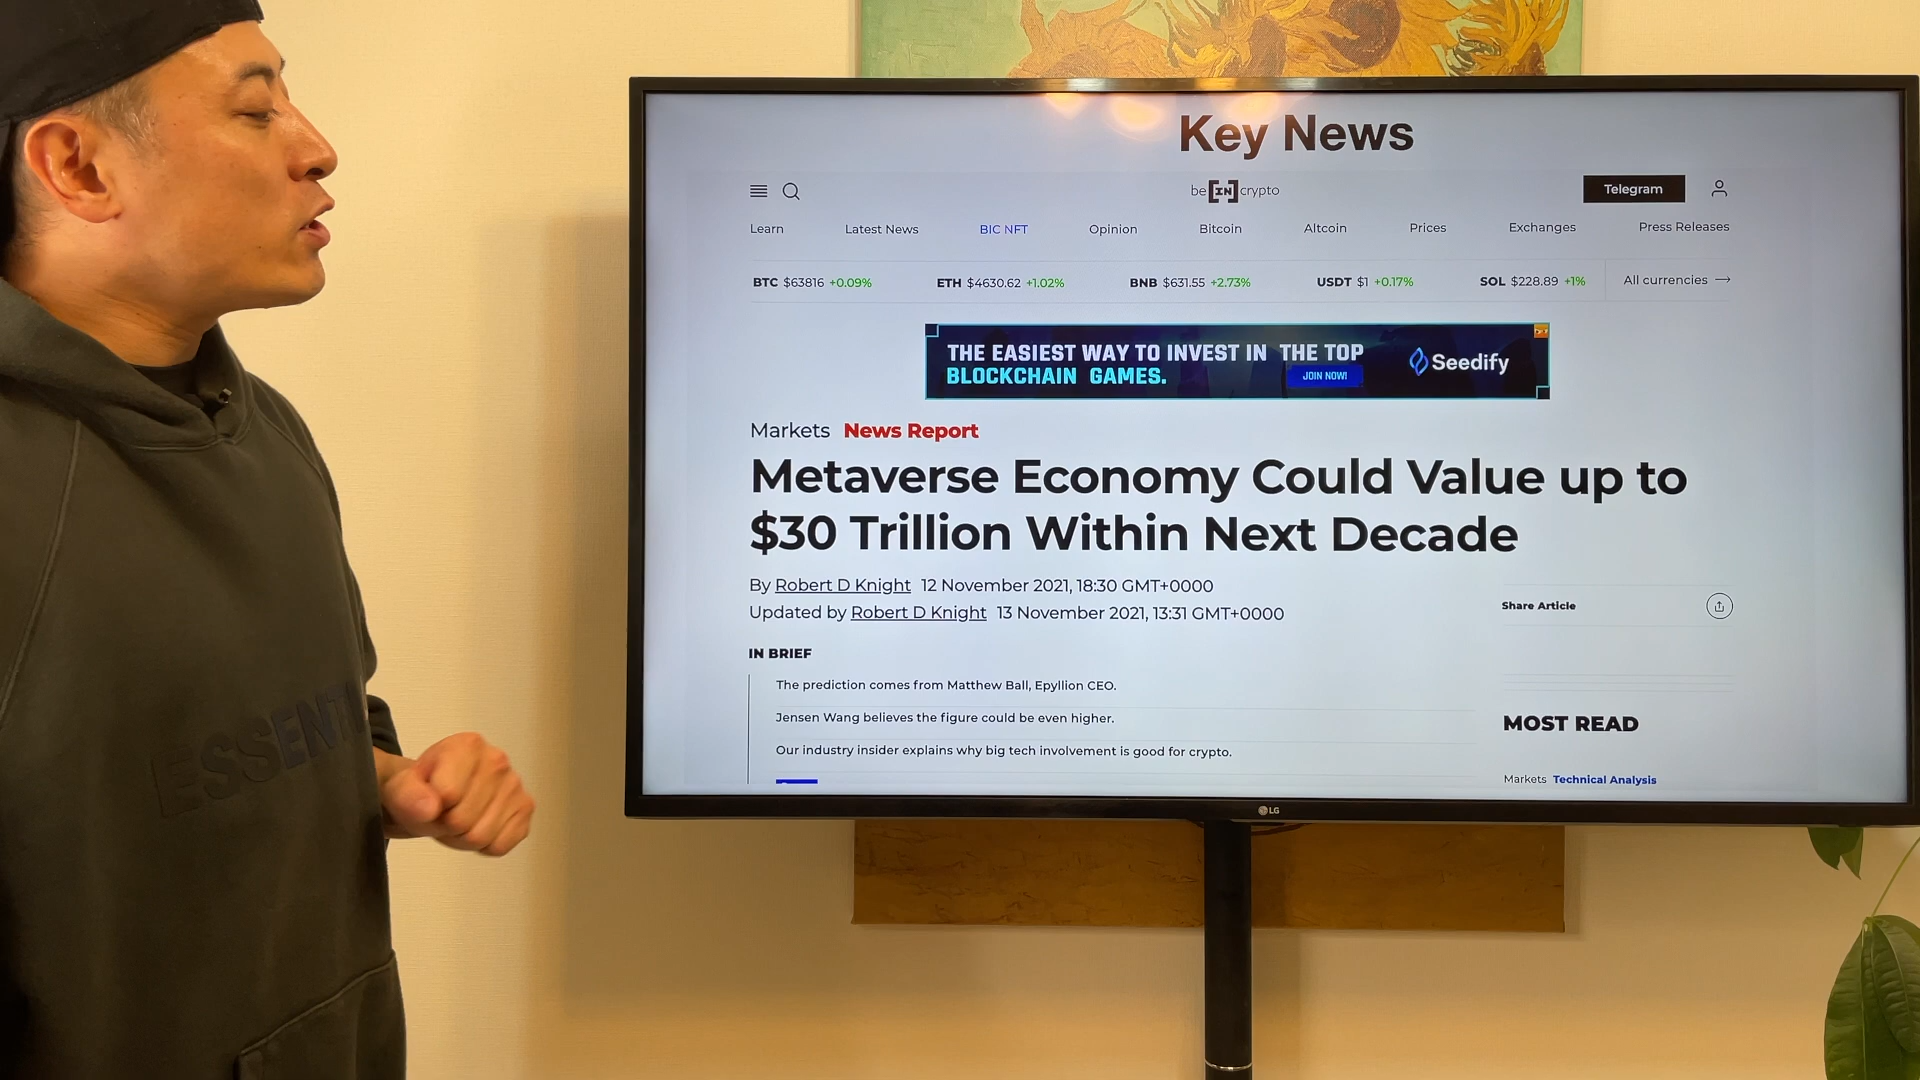 Key News
be[IN]crypto
Telegram
Learn Latest News BIC NFT Opinion Bitcoin Altcoin Prices Exchanges Press Releases
BTC $63816 +0.09% ETH $4630.62 +1.02% BNB $631.55 +2.73% USDT $1 +0.17% SOL $228.89 +1% All currencies →
THE EASIEST WAY TO INVEST IN THE TOP
BLOCKCHAIN GAMES.
JOIN NOW!
Seedify
Markets News Report
Metaverse Economy Could Value up to
$30 Trillion Within Next Decade
By Robert D Knight 12 November 2021, 18:30 GMT+0000
Updated by Robert D Knight 13 November 2021, 13:31 GMT+0000
Share Article
IN BRIEF
The prediction comes from Matthew Ball, Epyllion CEO.
Jensen Wang believes the figure could be even higher.
Our industry insider explains why big tech involvement is good for crypto.
MOST READ
Markets Technical Analysis
LG
ESSENTI